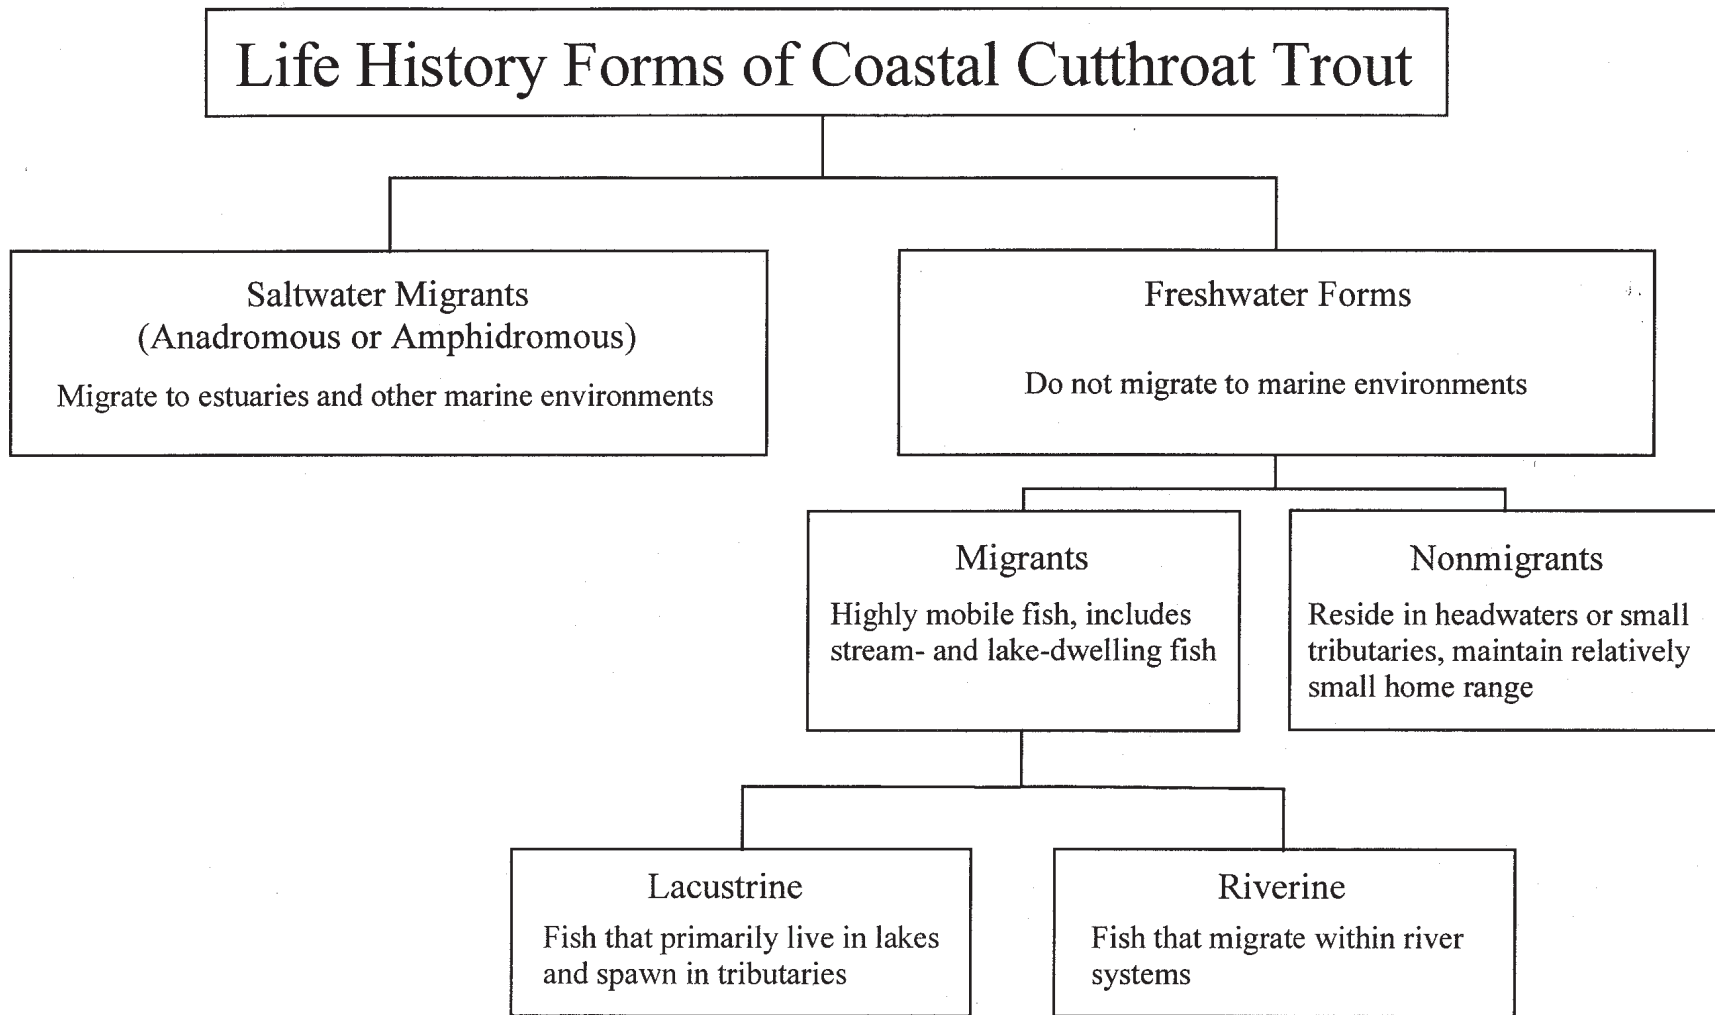 Life History Forms of Coastal Cutthroat Trout
Saltwater Migrants
(Anadromous or Amphidromous)
Migrate to estuaries and other marine environments
Freshwater Forms
Do not migrate to marine environments
Migrants
Highly mobile fish, includes
stream- and lake-dwelling fish
Nonmigrants
Reside in headwaters or small
tributaries, maintain relatively
small home range
Lacustrine
Fish that primarily live in lakes
and spawn in tributaries
Riverine
Fish that migrate within river
systems